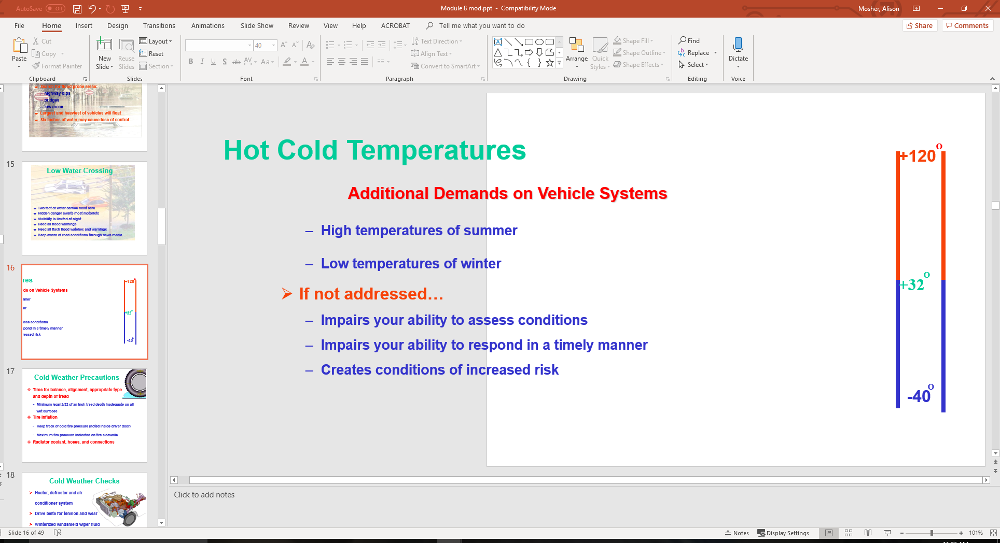 AutoSave Off
Module 8 mod.ppt - Compatibility Mode
Mosher, Alison
File Home Insert Design Transitions Animations Slide Show Review View Help ACROBAT Tell me what you want to do
Share Comments
Paste
Cut
Copy
Format Painter
Clipboard
New Slide
Reuse Slides
Layout
Reset
Section
Slides
40
B I U S ab AV Aa A
Font
Text Direction
Align Text
Convert to SmartArt
Paragraph
Arrange
Quick Styles
Shape Fill
Shape Outline
Shape Effects
Drawing
Find
Replace
Select
Editing
Dictate
Voice
highway dips
bridges
low areas
Largest and heaviest of vehicles will float
Six inches of water may cause loss of control
15
Low Water Crossing
Two feet of water carries most cars
Hidden danger awaits most motorists
Visibility is limited at night
Heed all flood warnings
Heed all flash flood watches and warnings
Keep aware of road conditions through news media
16
res
ds on Vehicle Systems
mmer
ter
sess conditions
spond in a timely manner
reased risk
+120°
+32°
-40°
17
Cold Weather Precautions
Tires for balance, alignment, appropriate type
and depth of tread
- Minimum legal 2/32 of an inch tread depth inadequate on all
wet surfaces
Tire inflation
- Keep track of cold tire pressure (noted inside driver door)
- Maximum tire pressure indicated on tire sidewalls
Radiator coolant, hoses, and connections
18
Cold Weather Checks
Heater, defroster and air
conditioner system
Drive belts for tension and wear
Winterized windshield wiper fluid
Hot Cold Temperatures
Additional Demands on Vehicle Systems
– High temperatures of summer
– Low temperatures of winter
If not addressed…
– Impairs your ability to assess conditions
– Impairs your ability to respond in a timely manner
– Creates conditions of increased risk
+120°
+32°
-40°
Click to add notes
Slide 16 of 49
Notes Display Settings 101%